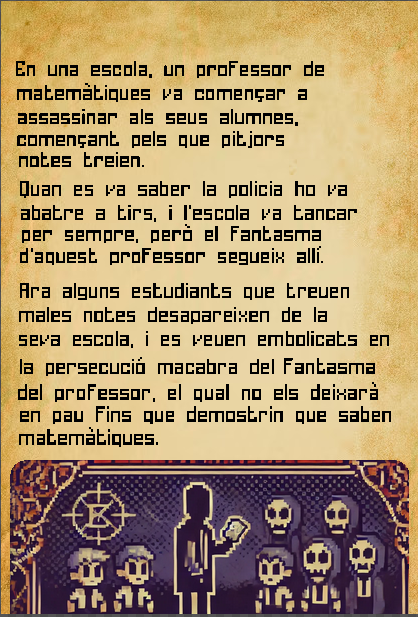 En una escola, un professor de
matemàtiques va començar a
assassinar als seus alumnes,
començant pels que pitjors
notes treien.
Quan es va saber la policia ho va
abatre a tirs, i l'escola va tancar
per sempre, però el fantasma
d'aquest professor segueix allí.
Ara alguns estudiants que treuen
males notes desapareixen de la
seva escola, i es veuen embolicats en
la persecució macabra del fantasma
del professor, el qual no els deixarà
en pau fins que demostrin que saben
matemàtiques.